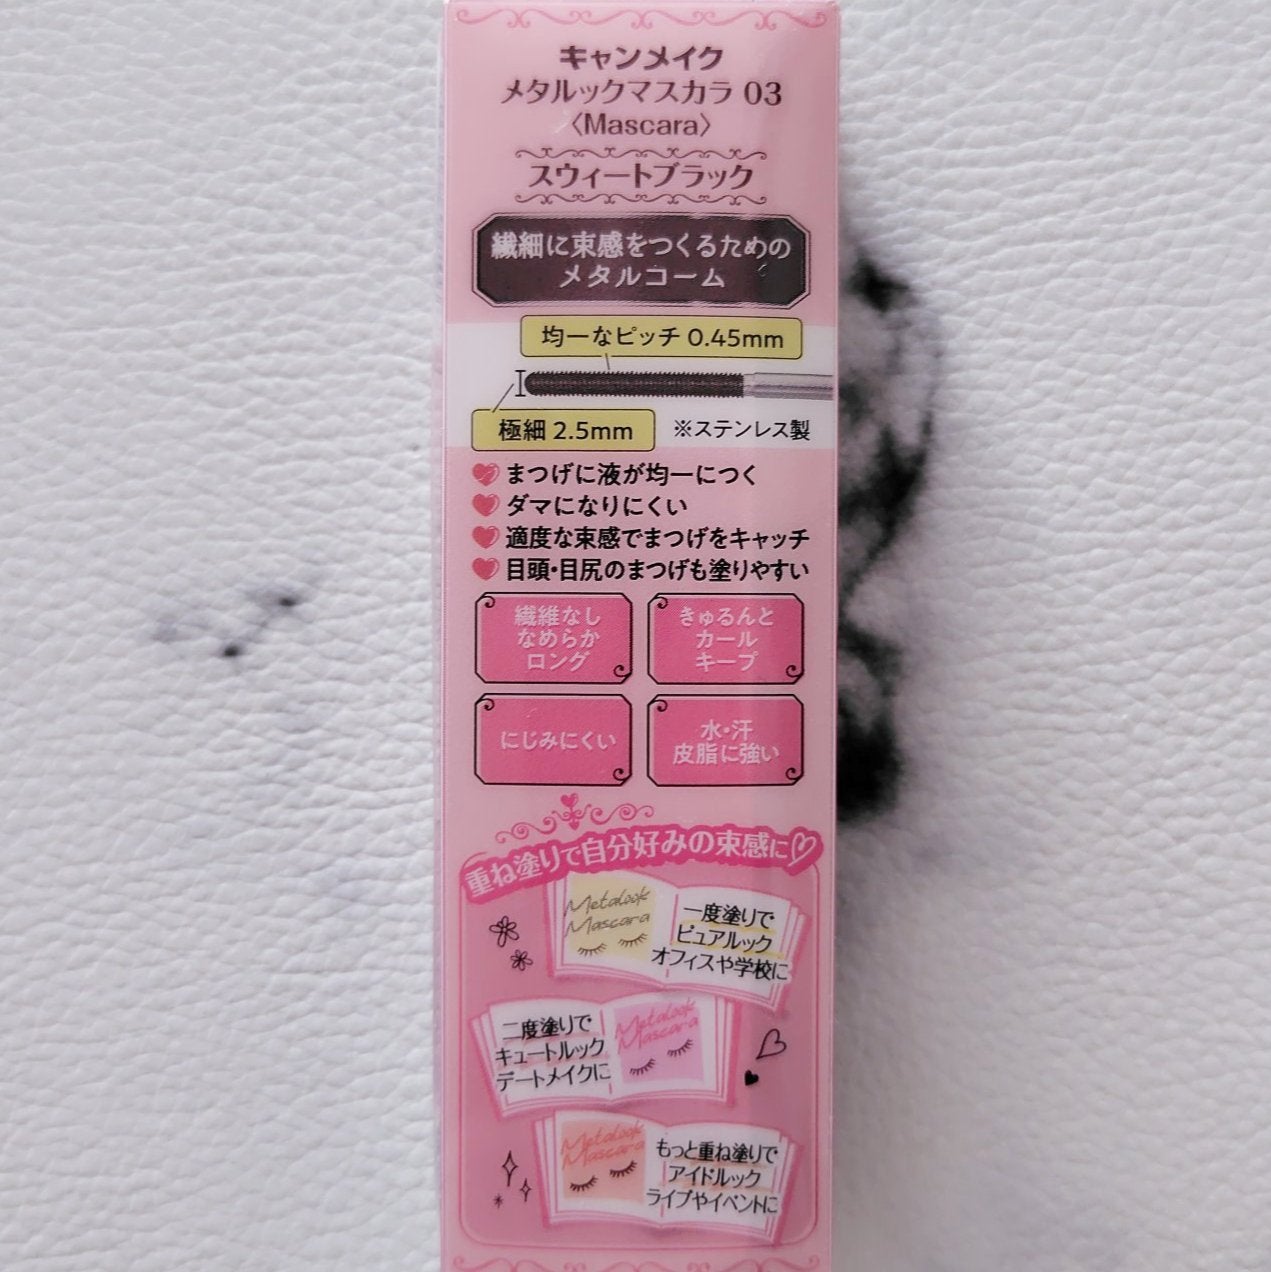 キャンメイク
メタルックマスカラ 03
〈Mascara〉
スウィートブラック
繊細に束感をつくるための
メタルコーム
均一なピッチ 0.45mm
極細 2.5mm ※ステンレス製
まつげに液が均一につく
ダマになりにくい
適度な束感でまつげをキャッチ
目頭・目尻のまつげも塗りやすい
繊維なし
なめらか
ロング
きゅるんと
カール
キープ
にじみにくい
水・汗
皮脂に強い
重ね塗りで自分好みの束感に
Metalook
Mascara
一度塗りで
ピュアルック
オフィスや学校に
二度塗りで
キュートルック
デートメイクに
Metalook
Mascara
Metalook
Mascara
もっと重ね塗りで
アイドルック
ライブやイベントに